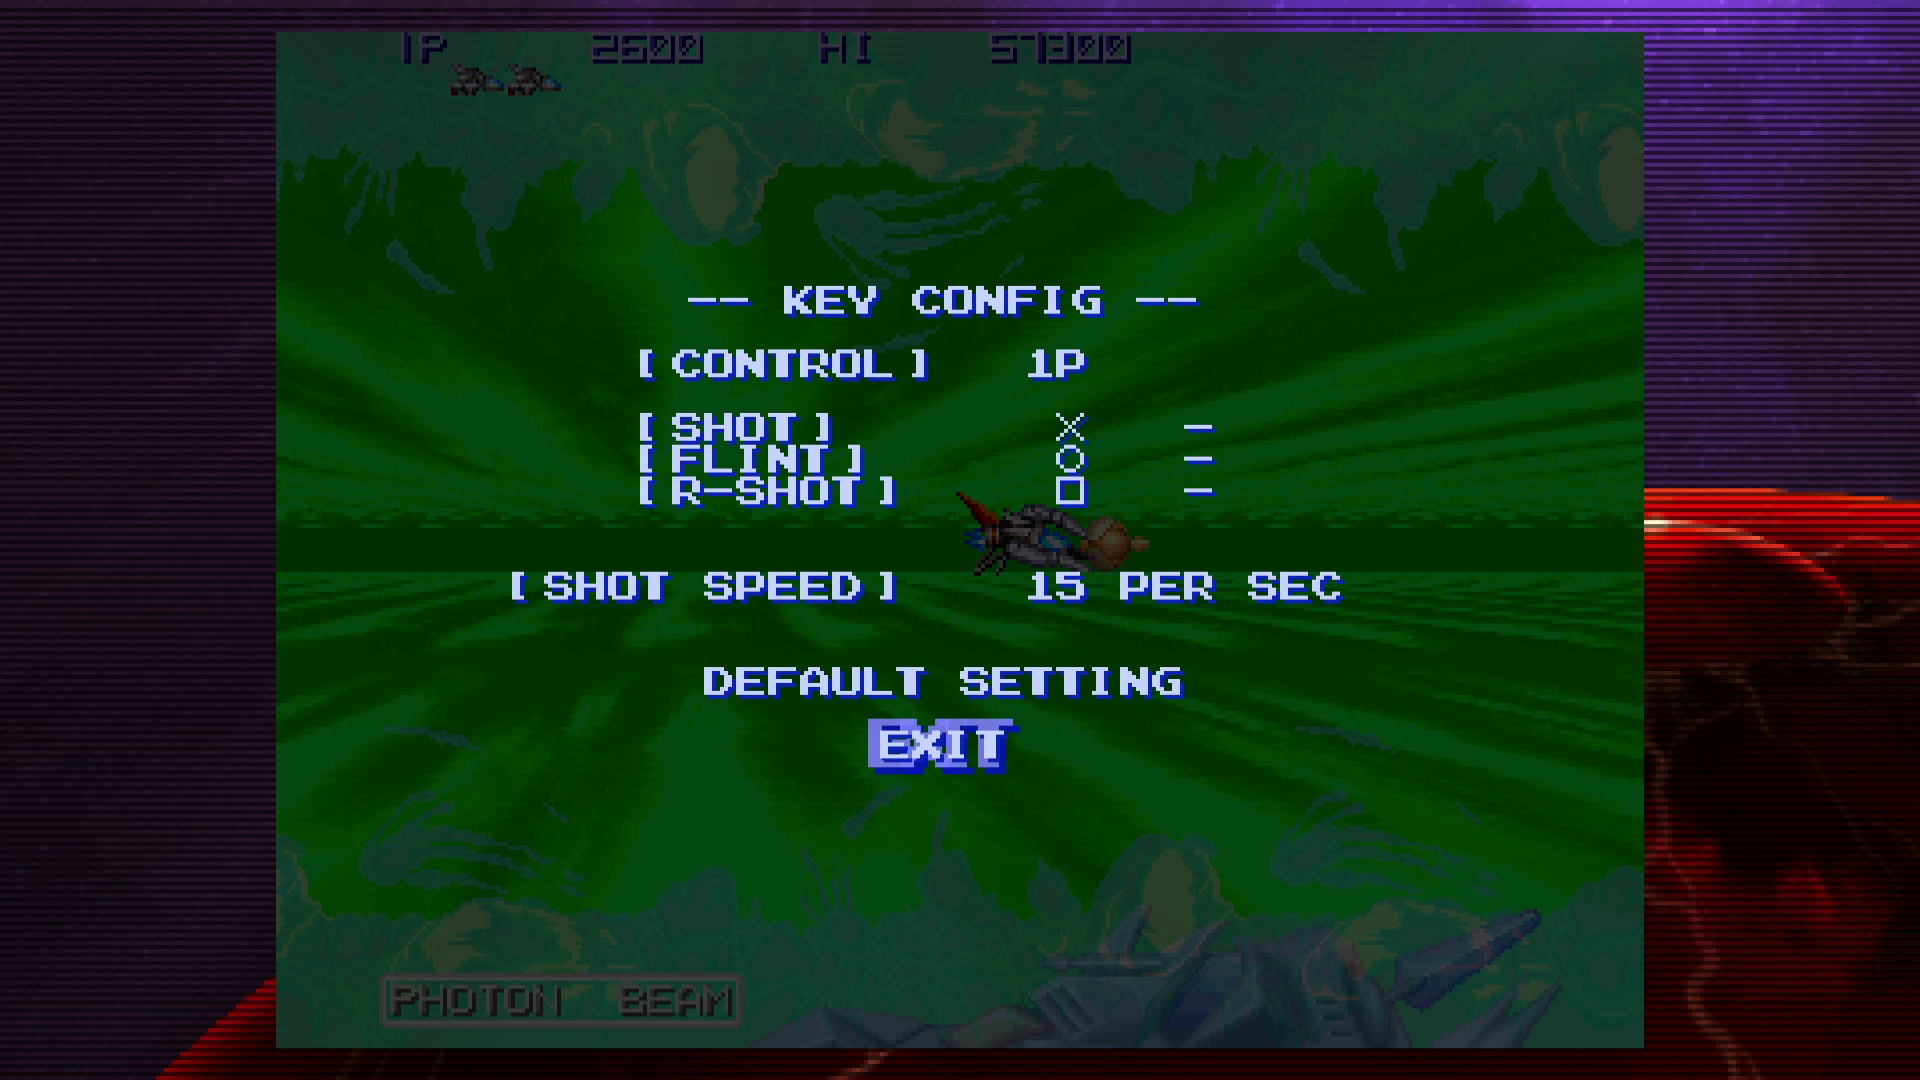 1P 2500 HI 57300
-- KEY CONFIG --
[ CONTROL ] 1P
[ SHOT ] × -
[ FLINT ] ○ -
[ R-SHOT ] □ -
[ SHOT SPEED ] 15 PER SEC
DEFAULT SETTING
EXIT
PHOTON BEAM